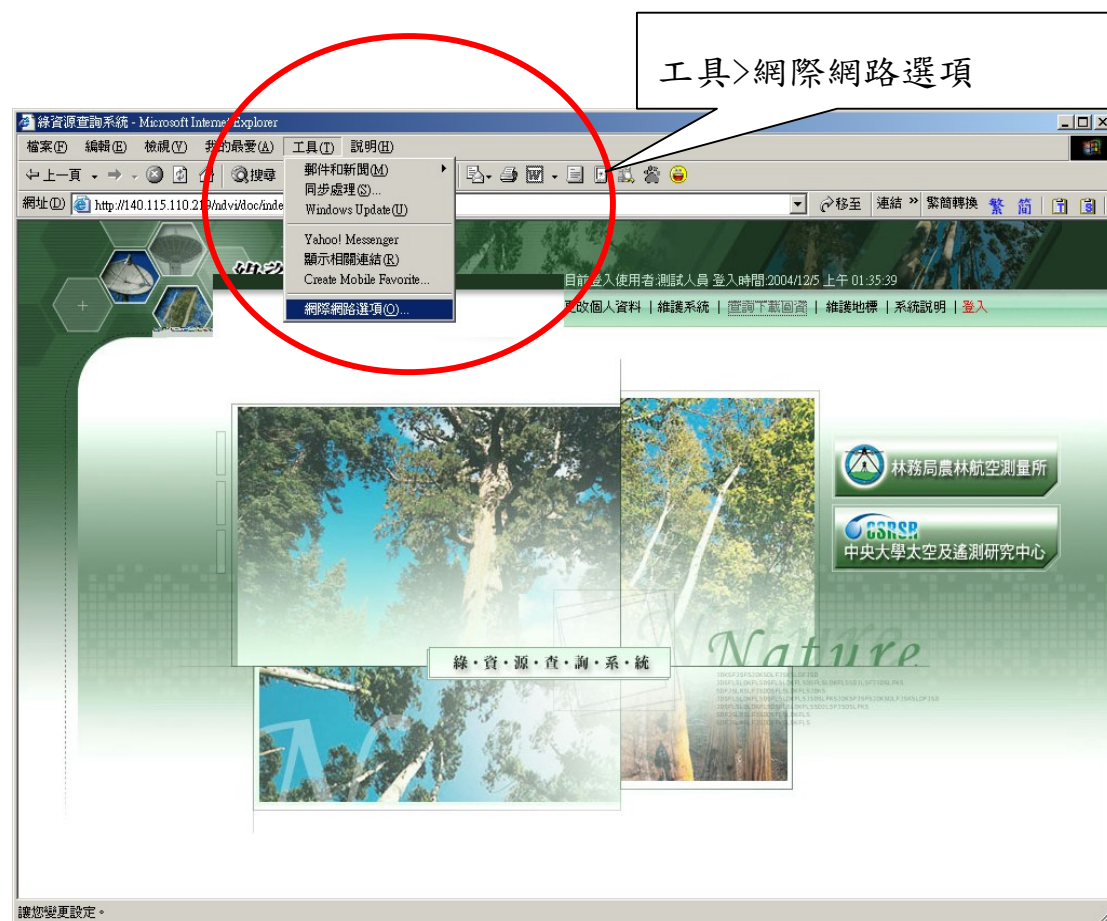 工具>網際網路選項
綠資源查詢系統 - Microsoft Internet Explorer
檔案(F) 編輯(E) 檢視(V) 我的最愛(A) 工具(T) 說明(H)
上一頁 搜尋
郵件和新聞(M)
同步處理(S)...
Windows Update(U)
Yahoo! Messenger
顯示相關連結(R)
Create Mobile Favorite...
網際網路選項(O)...
網址(D) http://140.115.110.219/ndvi/doc/inde
移至 連結 » 繁簡轉換 繁 簡
目前登入使用者:測試人員 登入時間:2004/12/5 上午 01:35:39
更改個人資料 | 維護系統 | 查詢下載圖資 | 維護地標 | 系統說明 | 登入
林務局農林航空測量所
CSRSR
中央大學太空及遙測研究中心
Nature
綠‧資‧源‧查‧詢‧系‧統
讓您變更設定。